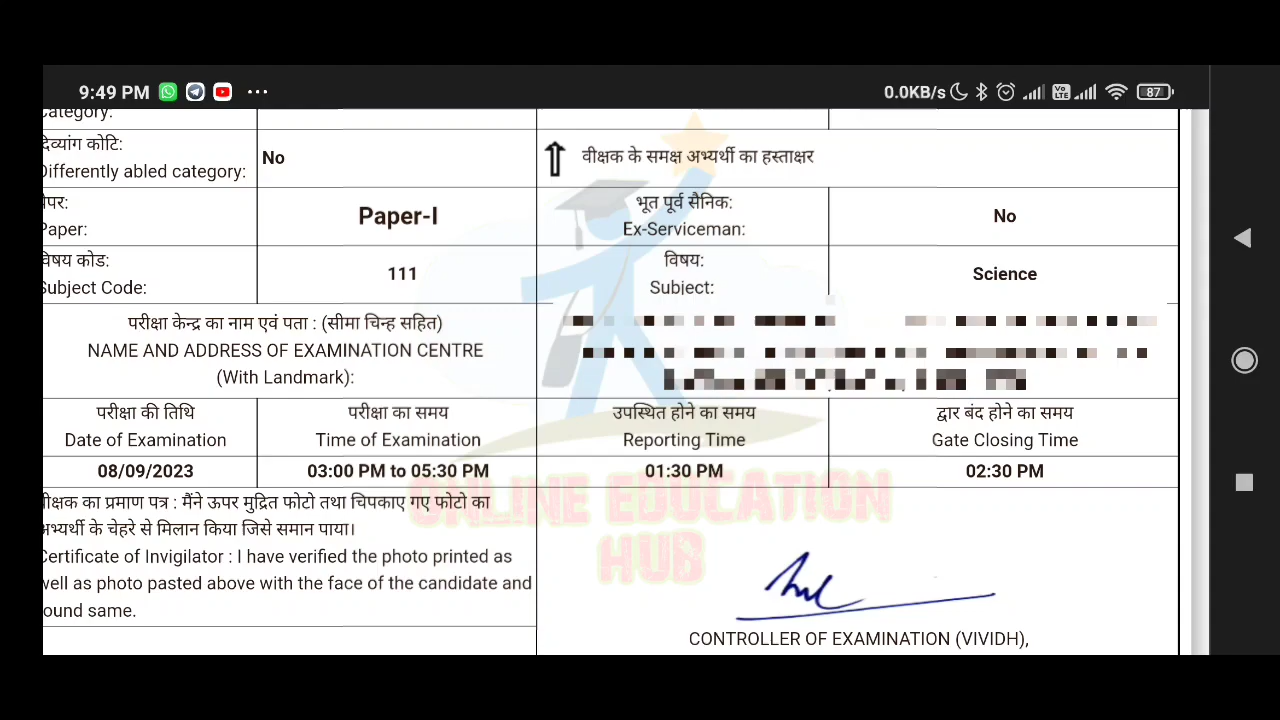 9:49 PM ... 0.0KB/s Vo LTE 87
Category:
दिव्यांग कोटि:
Differently abled category:
No
⇑ वीक्षक के समक्ष अभ्यर्थी का हस्ताक्षर
पेपर:
Paper:
Paper-I
भूत पूर्व सैनिक:
Ex-Serviceman:
No
विषय कोड:
Subject Code:
111
विषय:
Subject:
Science
परीक्षा केन्द्र का नाम एवं पता : (सीमा चिन्ह सहित)
NAME AND ADDRESS OF EXAMINATION CENTRE
(With Landmark):
परीक्षा की तिथि
Date of Examination
परीक्षा का समय
Time of Examination
उपस्थित होने का समय
Reporting Time
द्वार बंद होने का समय
Gate Closing Time
08/09/2023
03:00 PM to 05:30 PM
01:30 PM
02:30 PM
ONLINE EDUCATION
HUB
वीक्षक का प्रमाण पत्र : मैंने ऊपर मुद्रित फोटो तथा चिपकाए गए फोटो का
अभ्यर्थी के चेहरे से मिलान किया जिसे समान पाया।
Certificate of Invigilator : I have verified the photo printed as
well as photo pasted above with the face of the candidate and
found same.
CONTROLLER OF EXAMINATION (VIVIDH),